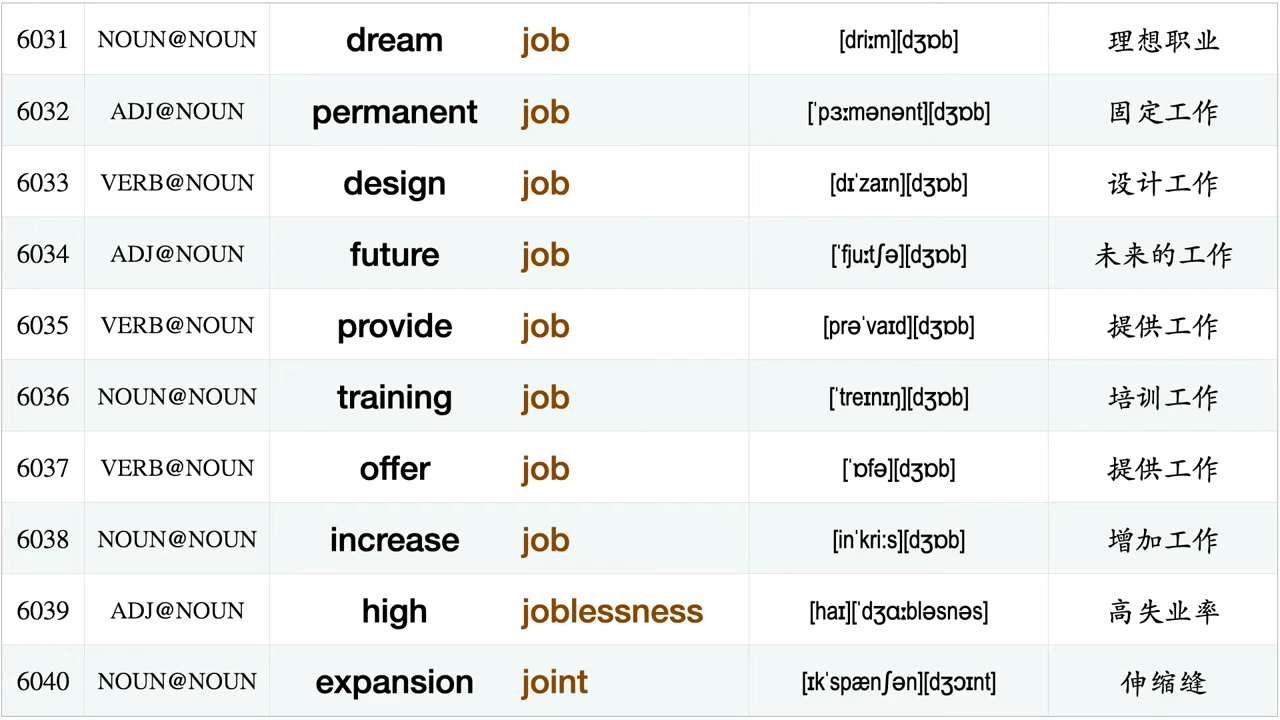 6031 NOUN@NOUN dream job [driːm][dʒɒb] 理想职业
6032 ADJ@NOUN permanent job [ˈpɜːmənənt][dʒɒb] 固定工作
6033 VERB@NOUN design job [dɪˈzaɪn][dʒɒb] 设计工作
6034 ADJ@NOUN future job [ˈfjuːtʃə][dʒɒb] 未来的工作
6035 VERB@NOUN provide job [prəˈvaɪd][dʒɒb] 提供工作
6036 NOUN@NOUN training job [ˈtreɪnɪŋ][dʒɒb] 培训工作
6037 VERB@NOUN offer job [ˈɒfə][dʒɒb] 提供工作
6038 NOUN@NOUN increase job [inˈkri:s][dʒɒb] 增加工作
6039 ADJ@NOUN high joblessness [haɪ][ˈdʒɑːbləsnəs] 高失业率
6040 NOUN@NOUN expansion joint [ɪkˈspænʃən][dʒɔɪnt] 伸缩缝